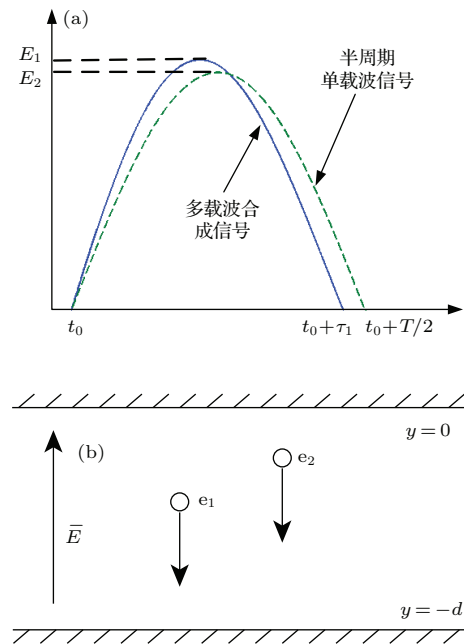 (a)
E₁
E₂
半周期
单载波信号
多载波合
成信号
t₀
t₀+τ₁
t₀+T/2
y=0
(b)
e₂
e₁
E̅
y=−d